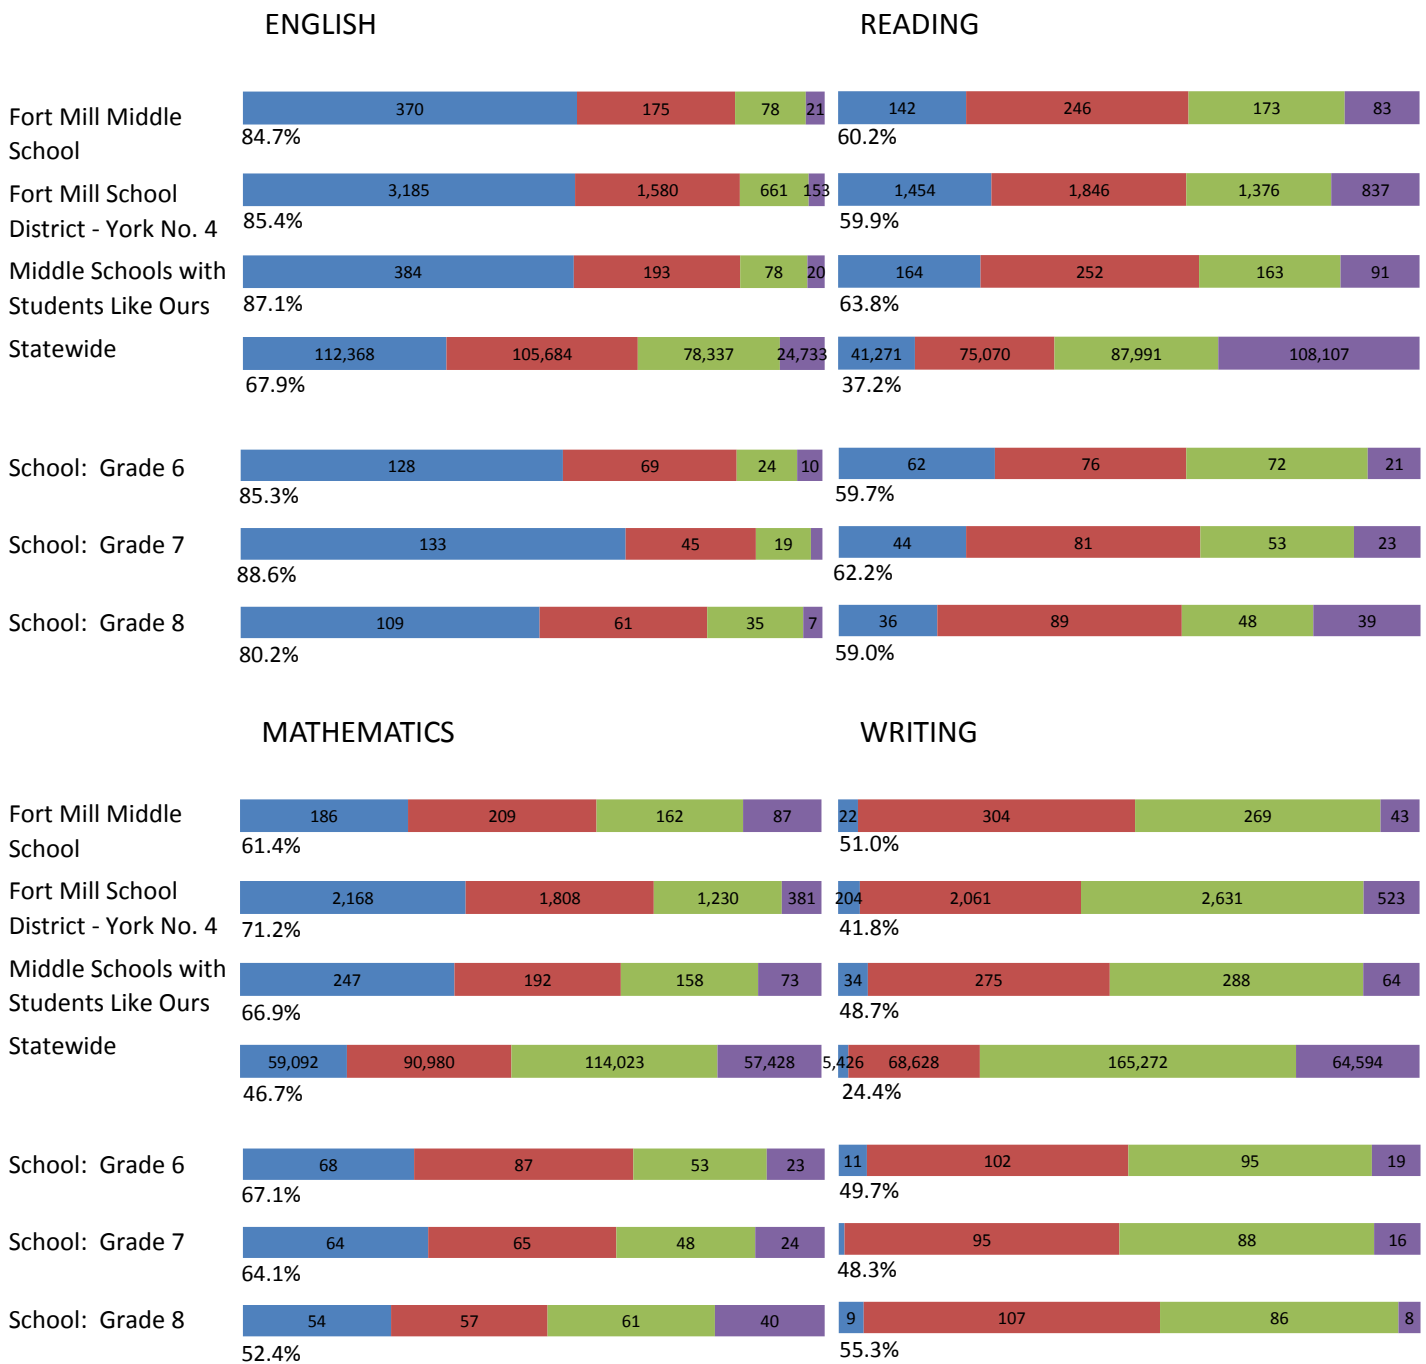 ENGLISH READING
Fort Mill Middle School 370 175 78 21 142 246 173 83
84.7% 60.2%
Fort Mill School District - York No. 4 3,185 1,580 661 153 1,454 1,846 1,376 837
85.4% 59.9%
Middle Schools with Students Like Ours 384 193 78 20 164 252 163 91
87.1% 63.8%
Statewide 112,368 105,684 78,337 24,733 41,271 75,070 87,991 108,107
67.9% 37.2%
School: Grade 6 128 69 24 10 62 76 72 21
85.3% 59.7%
School: Grade 7 133 45 19 44 81 53 23
88.6% 62.2%
School: Grade 8 109 61 35 7 36 89 48 39
80.2% 59.0%
MATHEMATICS WRITING
Fort Mill Middle School 186 209 162 87 22 304 269 43
61.4% 51.0%
Fort Mill School District - York No. 4 2,168 1,808 1,230 381 204 2,061 2,631 523
71.2% 41.8%
Middle Schools with Students Like Ours 247 192 158 73 34 275 288 64
66.9% 48.7%
Statewide 59,092 90,980 114,023 57,428 5,426 68,628 165,272 64,594
46.7% 24.4%
School: Grade 6 68 87 53 23 11 102 95 19
67.1% 49.7%
School: Grade 7 64 65 48 24 95 88 16
64.1% 48.3%
School: Grade 8 54 57 61 40 9 107 86 8
52.4% 55.3%